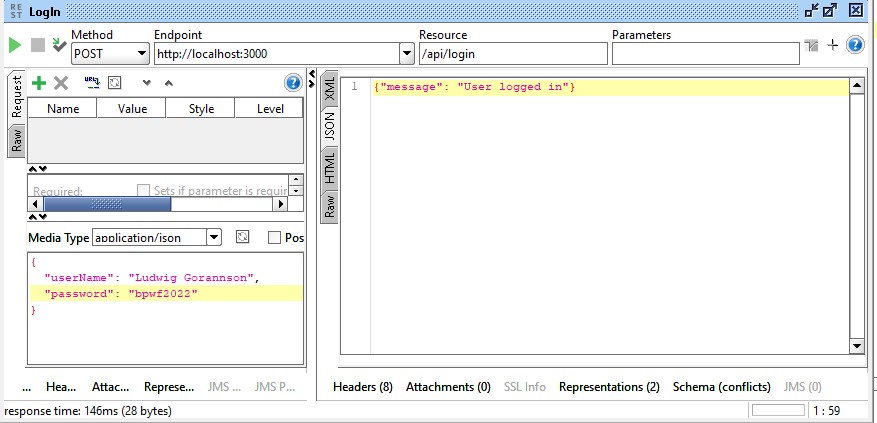 REST LogIn
Method Endpoint Resource Parameters
POST http://localhost:3000 /api/login
Request
Raw
Name Value Style Level
Required: Sets if parameter is requir
Media Type application/json Pos
{
"userName": "Ludwig Gorannson",
"password": "bpwf2022"
}
... Hea... Attac... Represe... JMS ... JMS P...
XML
JSON
HTML
Raw
1 {"message": "User logged in"}
Headers (8) Attachments (0) SSL Info Representations (2) Schema (conflicts) JMS (0)
response time: 146ms (28 bytes) 1 : 59